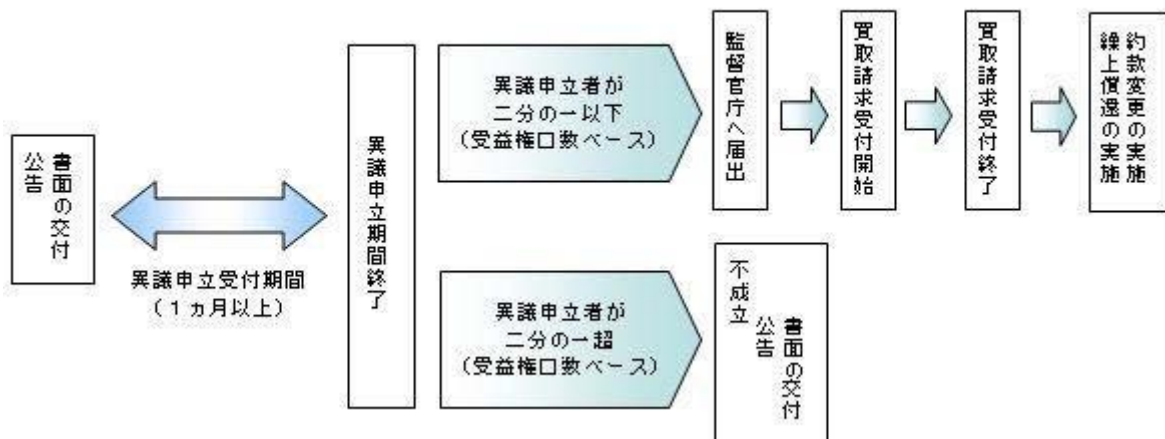 公告
書面の交付
異議申立受付期間
（１ヵ月以上）
異議申立期間終了
異議申立者が
二分の一以下
（受益権口数ベース）
監督官庁へ届出
買取請求受付開始
買取請求受付終了
約款変更の実施
繰上償還の実施
異議申立者が
二分の一超
（受益権口数ベース）
不成立
公告
書面の交付